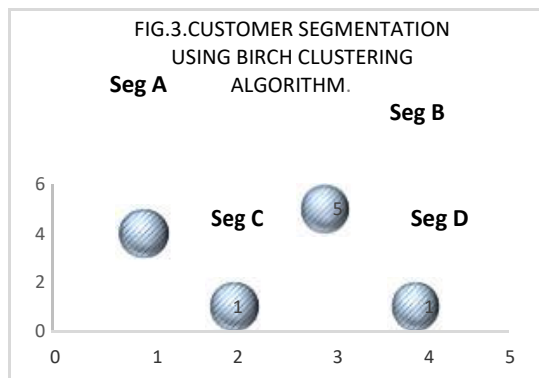 FIG.3.CUSTOMER SEGMENTATION
USING BIRCH CLUSTERING
ALGORITHM.
Seg A
Seg B
6
Seg C
5
Seg D
4
2
1
1
0
0 1 2 3 4 5